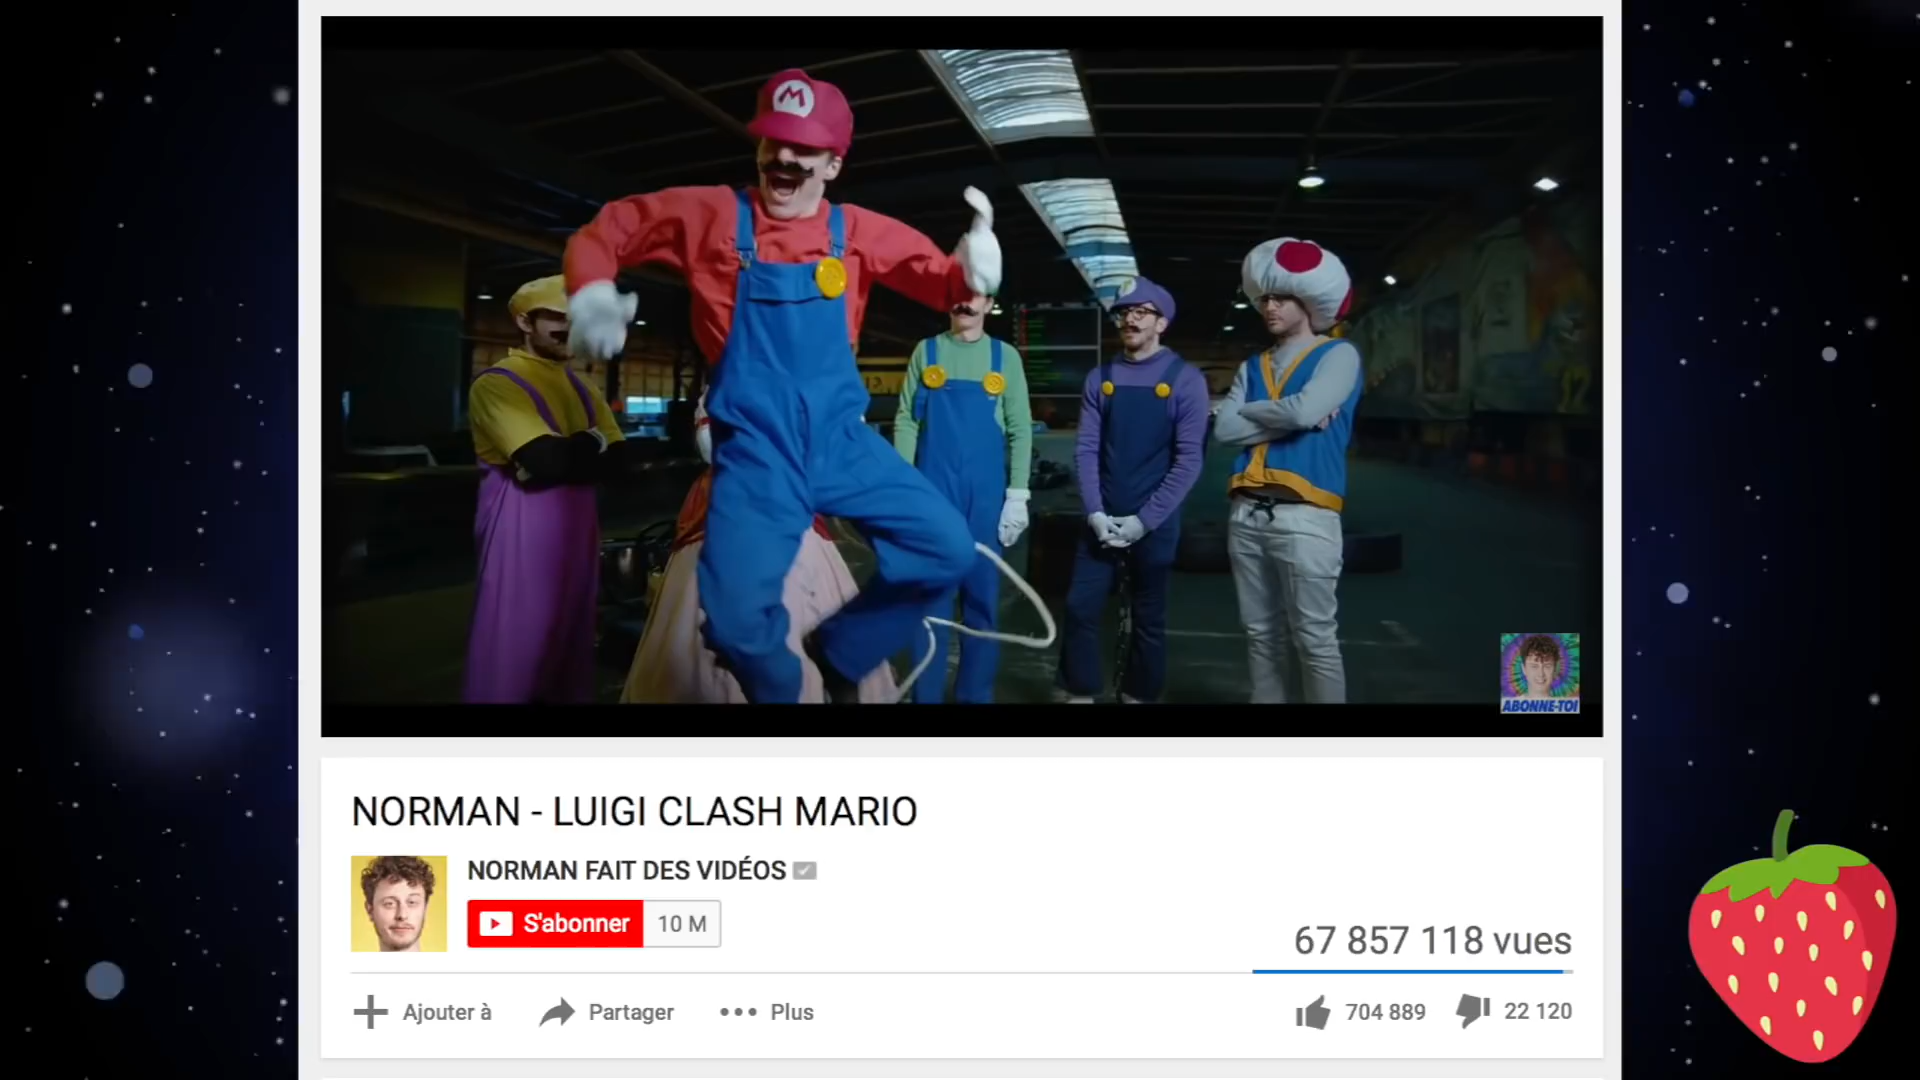 M
ABONNE-TOI
NORMAN - LUIGI CLASH MARIO
NORMAN FAIT DES VIDÉOS
S'abonner 10 M
67 857 118 vues
Ajouter à Partager Plus 704 889 22 120